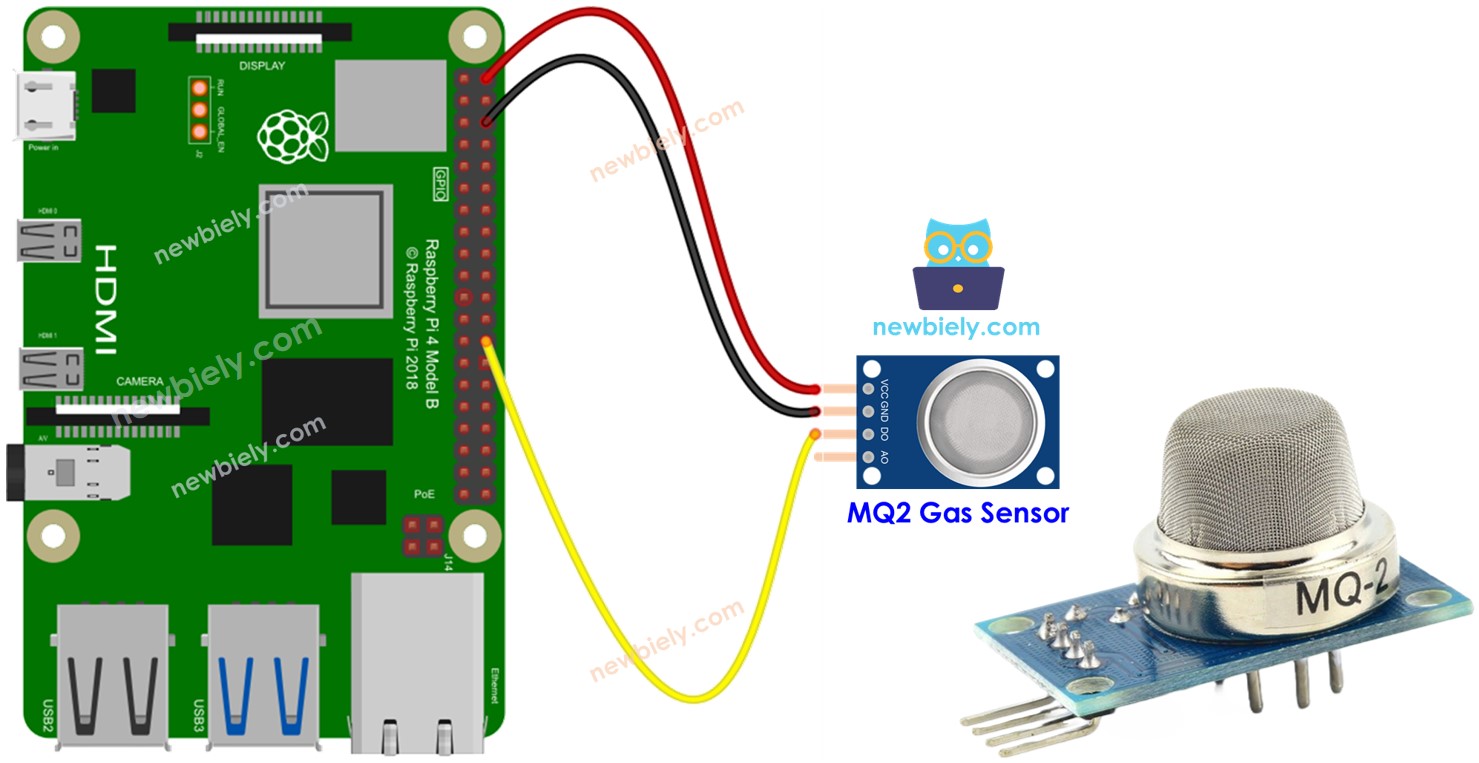 DISPLAY
RUN
GLOBAL_EN
J2
Power in
GPIO
HDMI 0
HDMI
HDMI 1
Raspberry Pi 4 Model B
© Raspberry Pi 2018
CAMERA
A/V
PoE
J14
USB2
USB3
Ethernet
newbiely.com
newbiely.com
newbiely.com
newbiely.com
newbiely.com
newbiely.com
VCC
GND
DO
AO
MQ2 Gas Sensor
MQ-2